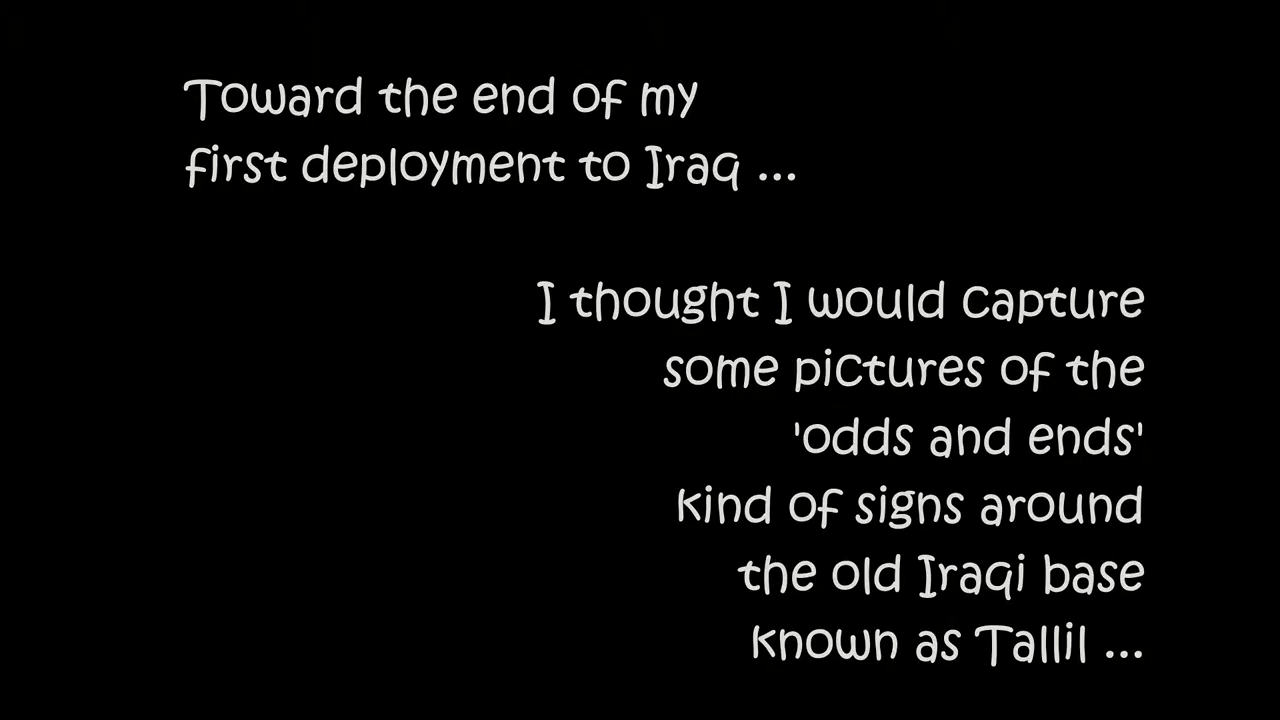 Toward the end of my
first deployment to Iraq ...
I thought I would capture
some pictures of the
'odds and ends'
kind of signs around
the old Iraqi base
known as Tallil ...